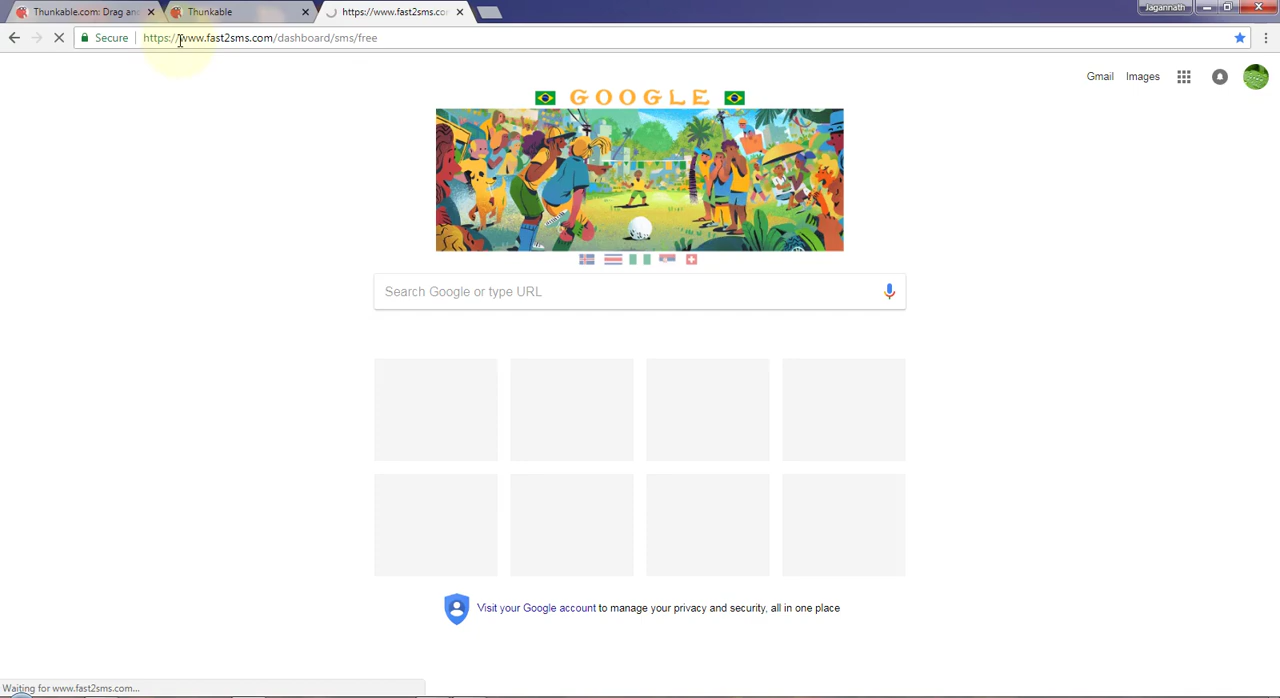 Thunkable.com: Drag and
Thunkable
https://www.fast2sms.co
Jagannath
Secure
https://www.fast2sms.com/dashboard/sms/free
Gmail
Images
GOOGLE
Search Google or type URL
Visit your Google account to manage your privacy and security, all in one place
Waiting for www.fast2sms.com...